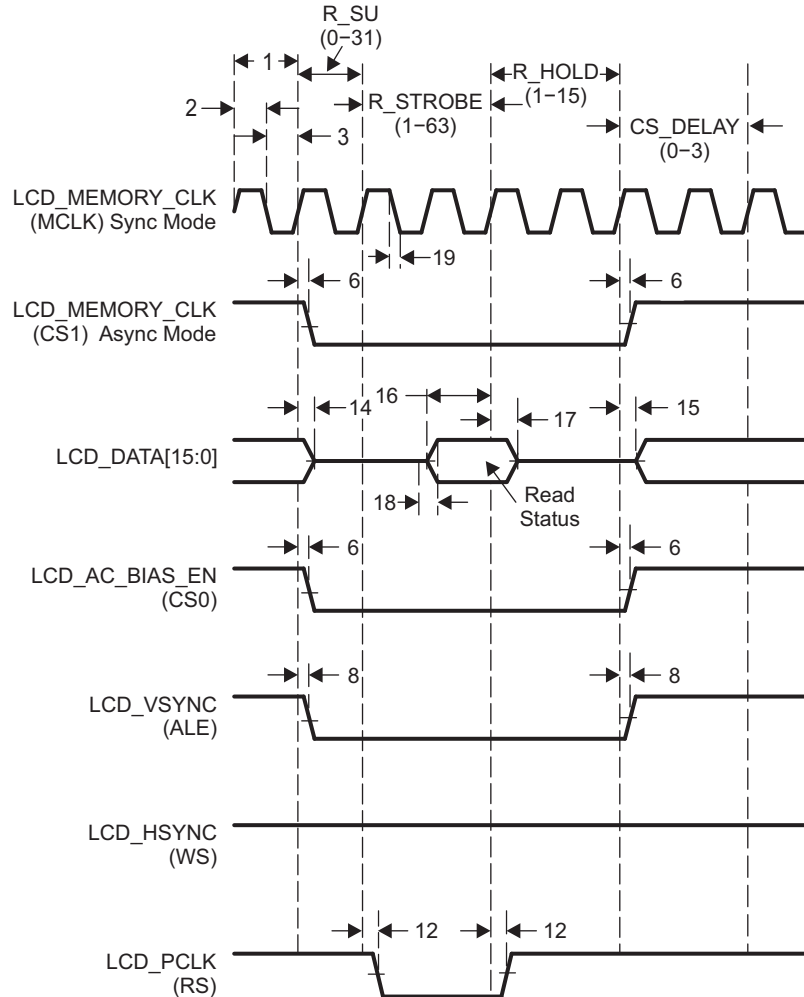 R_SU
(0−31)
1
R_HOLD
(1−15)
R_STROBE
(1−63)
2
3
CS_DELAY
(0−3)
LCD_MEMORY_CLK
(MCLK) Sync Mode
19
6
6
LCD_MEMORY_CLK
(CS1) Async Mode
16
14
17
15
LCD_DATA[15:0]
18
Read
Status
6
6
LCD_AC_BIAS_EN
(CS0)
8
8
LCD_VSYNC
(ALE)
LCD_HSYNC
(WS)
12
12
LCD_PCLK
(RS)